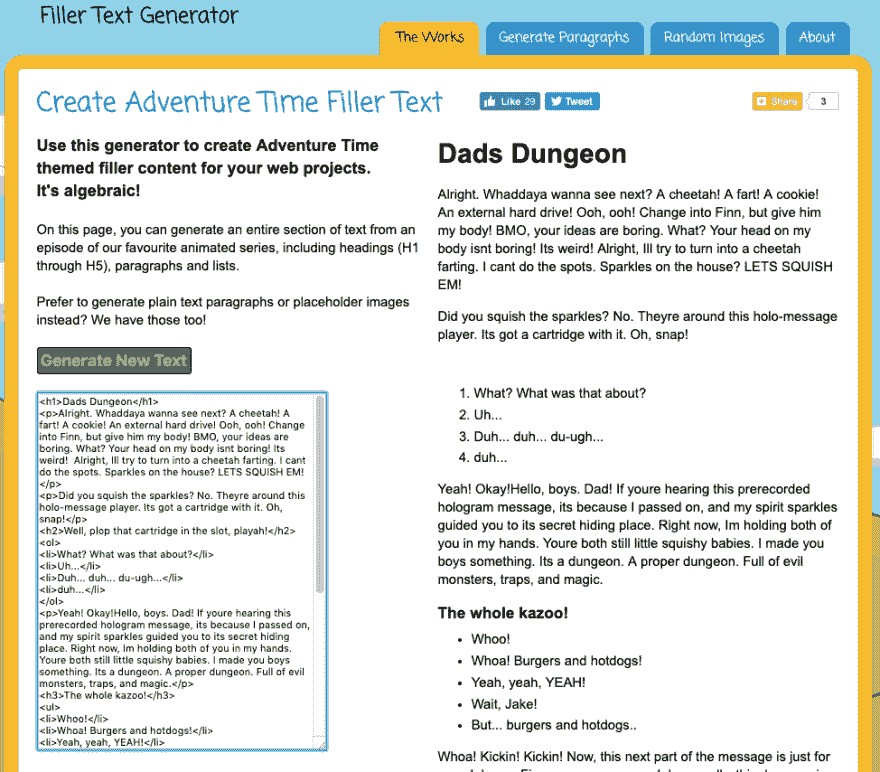 Filler Text Generator
The Works
Generate Paragraphs
Random Images
About
Create Adventure Time Filler Text
Like 29
Tweet
Share
3
Use this generator to create Adventure Time
themed filler content for your web projects.
It's algebraic!
On this page, you can generate an entire section of text from an
episode of our favourite animated series, including headings (H1
through H5), paragraphs and lists.
Prefer to generate plain text paragraphs or placeholder images
instead? We have those too!
Generate New Text
<h1>Dads Dungeon</h1>
<p>Alright. Whaddaya wanna see next? A cheetah! A
fart! A cookie! An external hard drive! Ooh, ooh! Change
into Finn, but give him my body! BMO, your ideas are
boring. What? Your head on my body isnt boring! Its
weird!  Alright, Ill try to turn into a cheetah farting. I cant
do the spots. Sparkles on the house? LETS SQUISH EM!
</p>
<p>Did you squish the sparkles? No. Theyre around this
holo-message player. Its got a cartridge with it. Oh,
snap!</p>
<h2>Well, plop that cartridge in the slot, playah!</h2>
<ol>
<li>What? What was that about?</li>
<li>Uh...</li>
<li>Duh... duh... du-ugh...</li>
<li>duh...</li>
</ol>
<p>Yeah! Okay!Hello, boys. Dad! If youre hearing this
prerecorded hologram message, its because I passed on,
and my spirit sparkles guided you to its secret hiding
place. Right now, Im holding both of you in my hands.
Youre both still little squishy babies. I made you boys
something. Its a dungeon. A proper dungeon. Full of evil
monsters, traps, and magic.</p>
<h3>The whole kazoo!</h3>
<ul>
<li>Whoo!</li>
<li>Whoa! Burgers and hotdogs!</li>
<li>Yeah, yeah, YEAH!</li>
Dads Dungeon
Alright. Whaddaya wanna see next? A cheetah! A fart! A cookie!
An external hard drive! Ooh, ooh! Change into Finn, but give him
my body! BMO, your ideas are boring. What? Your head on my
body isnt boring! Its weird! Alright, Ill try to turn into a cheetah
farting. I cant do the spots. Sparkles on the house? LETS SQUISH
EM!
Did you squish the sparkles? No. Theyre around this holo-message
player. Its got a cartridge with it. Oh, snap!
1. What? What was that about?
2. Uh...
3. Duh... duh... du-ugh...
4. duh...
Yeah! Okay!Hello, boys. Dad! If youre hearing this prerecorded
hologram message, its because I passed on, and my spirit sparkles
guided you to its secret hiding place. Right now, Im holding both of
you in my hands. Youre both still little squishy babies. I made you
boys something. Its a dungeon. A proper dungeon. Full of evil
monsters, traps, and magic.
The whole kazoo!
• Whoo!
• Whoa! Burgers and hotdogs!
• Yeah, yeah, YEAH!
• Wait, Jake!
• But... burgers and hotdogs..
Whoa! Kickin! Kickin! Now, this next part of the message is just for